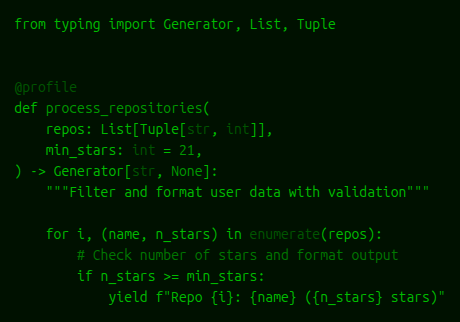 from typing import Generator, List, Tuple
@profile
def process_repositories(
    repos: List[Tuple[str, int]],
    min_stars: int = 21,
) -> Generator[str, None]:
    """Filter and format user data with validation"""
    for i, (name, n_stars) in enumerate(repos):
        # Check number of stars and format output
        if n_stars >= min_stars:
            yield f"Repo {i}: {name} ({n_stars} stars)"